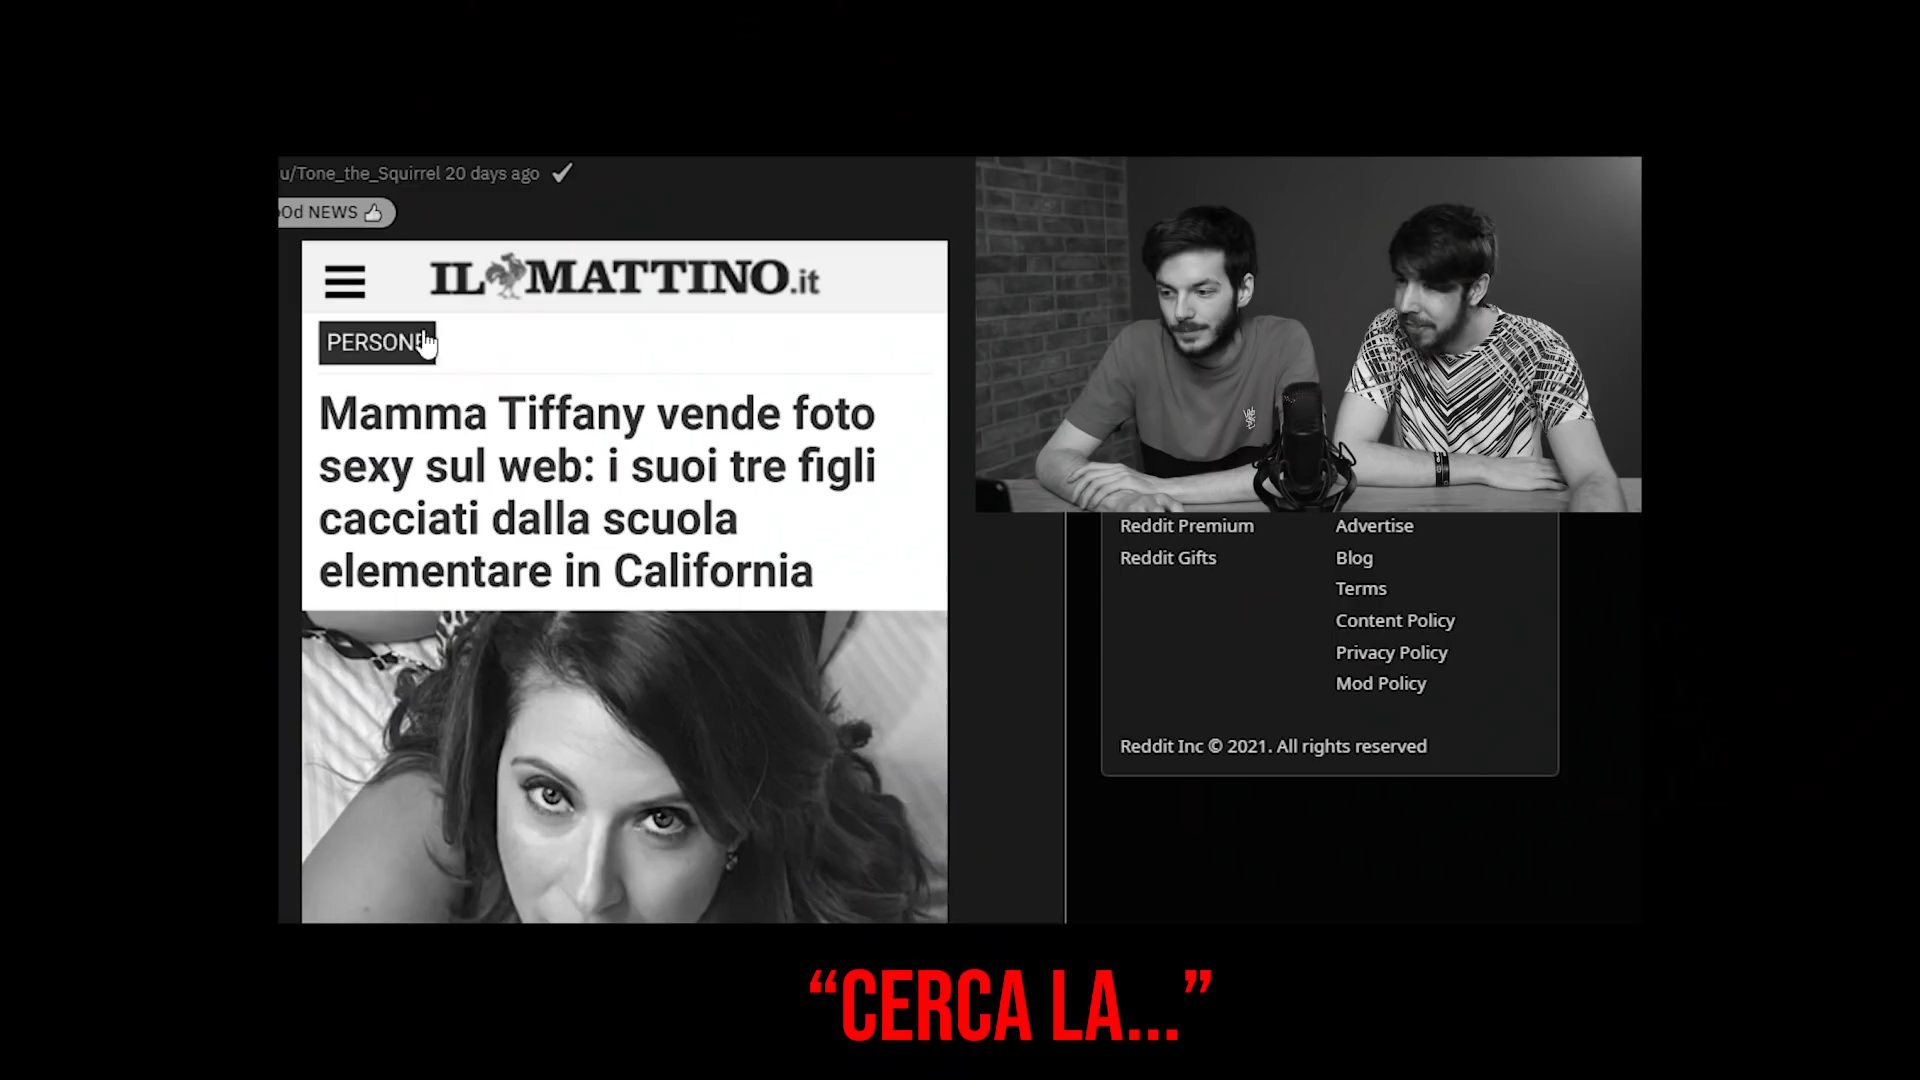 u/Tone_the_Squirrel 20 days ago
Od NEWS
IL MATTINO.it
PERSONE
Mamma Tiffany vende foto
sexy sul web: i suoi tre figli
cacciati dalla scuola
elementare in California
Reddit Premium
Reddit Gifts
Advertise
Blog
Terms
Content Policy
Privacy Policy
Mod Policy
Reddit Inc © 2021. All rights reserved
“CERCA LA...”